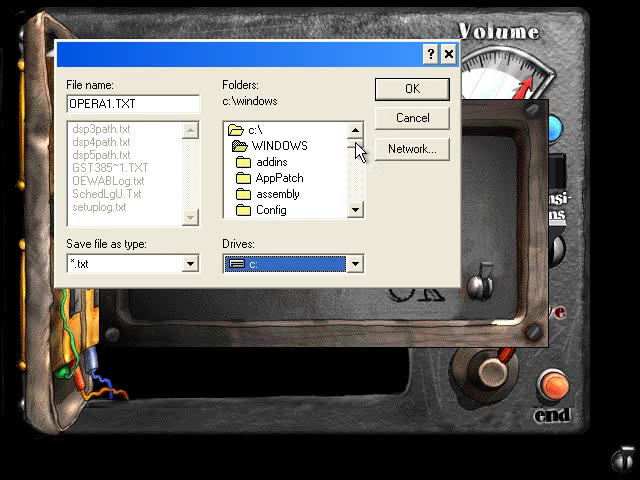 Volume
File name:
Folders:
OPERA1.TXT
c:\windows
OK
Cancel
Network...
dsp3path.txt
dsp4path.txt
dsp5path.txt
GST385~1.TXT
OEWABLog.txt
SchedLgU.Txt
setuplog.txt
c:\
WINDOWS
addins
AppPatch
assembly
Config
Save file as type:
Drives:
*.txt
c:
OK
end